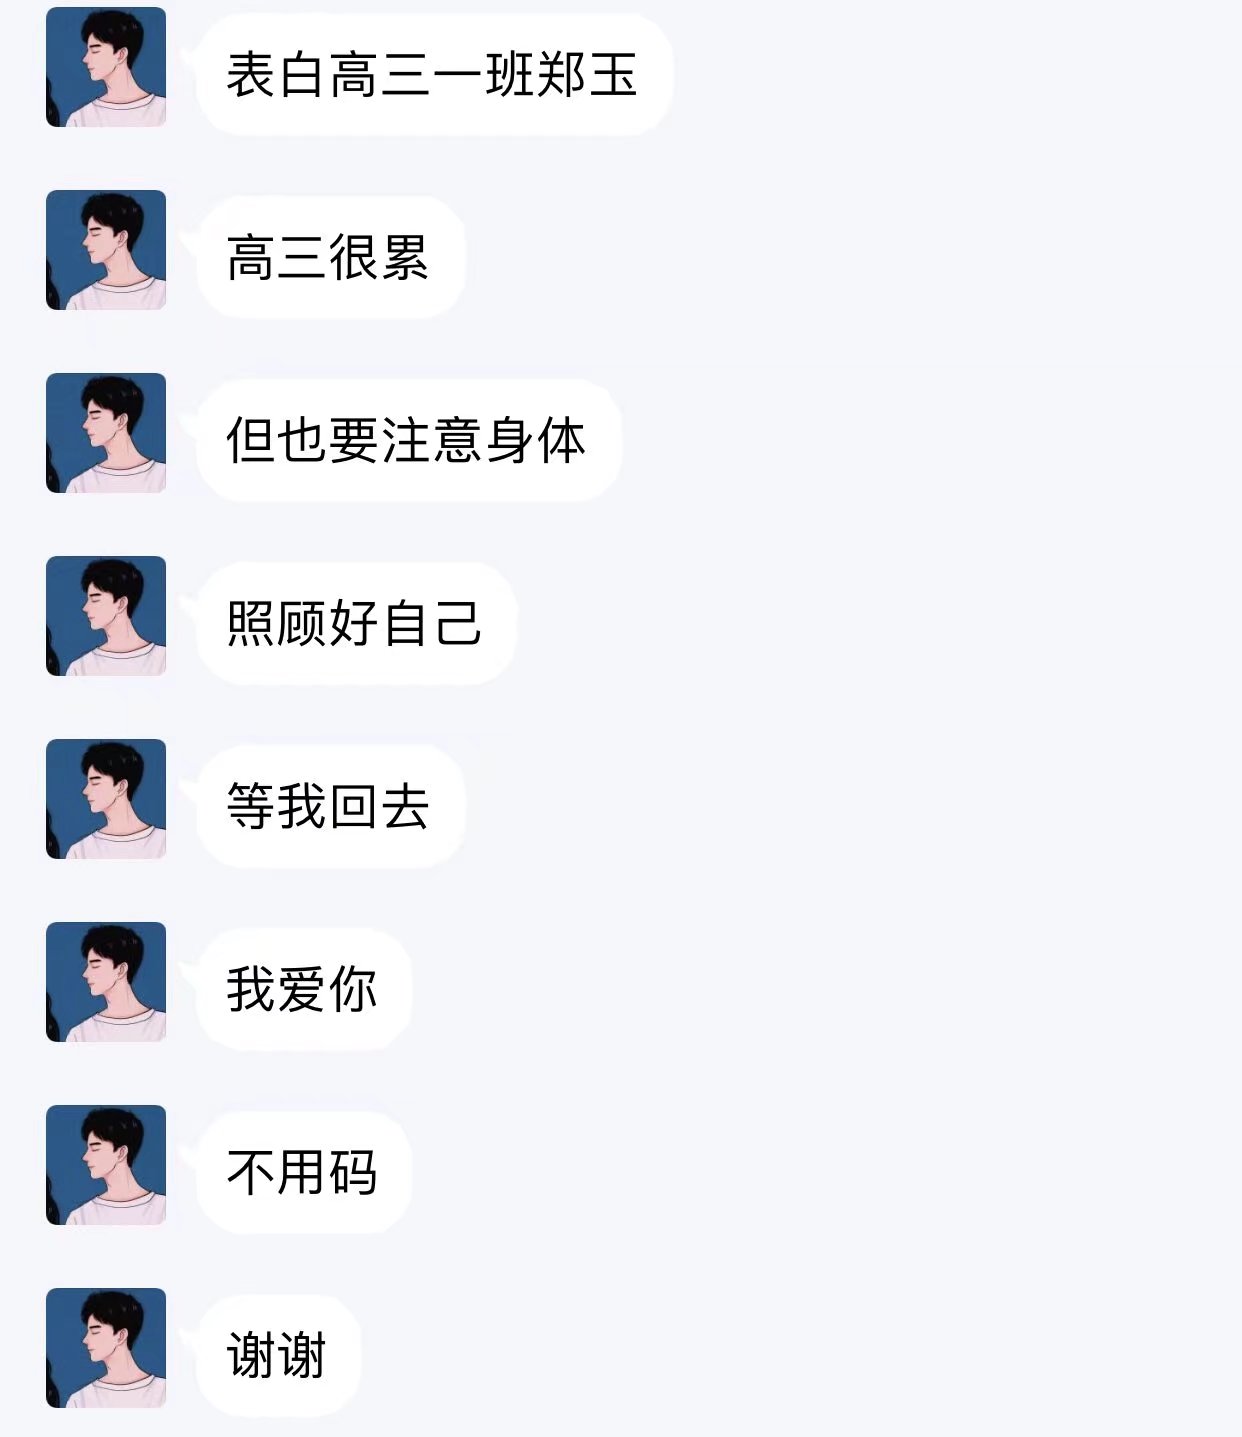 表白高三一班郑玉
高三很累
但也要注意身体
照顾好自己
等我回去
我爱你
不用码
谢谢